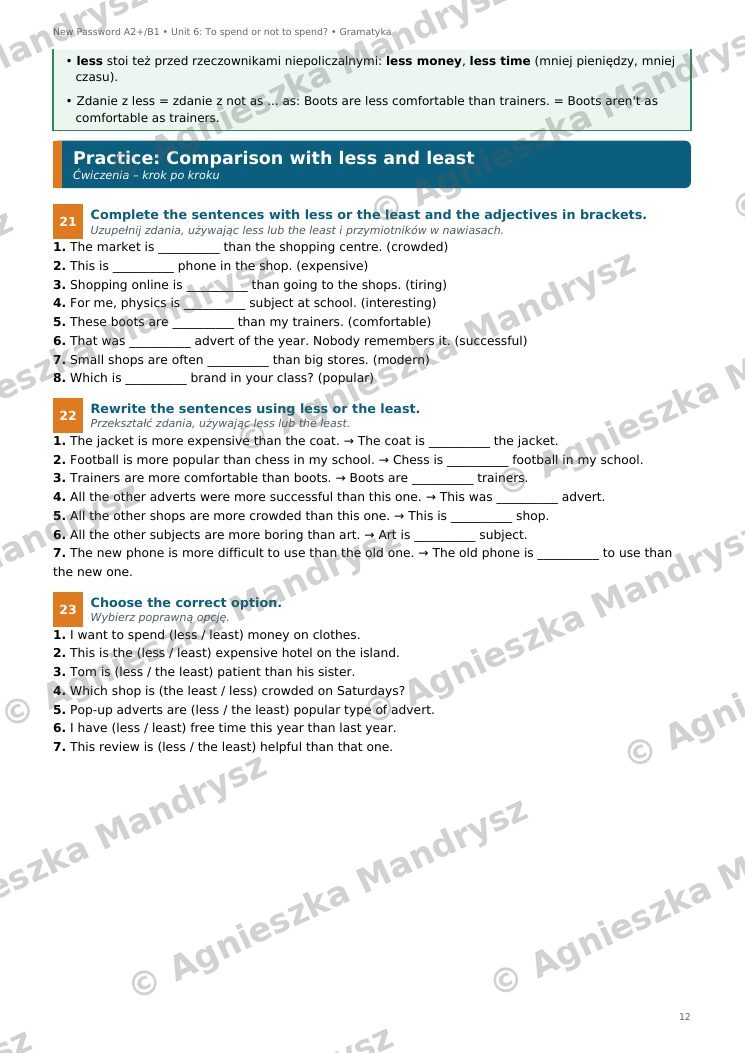 New Password A2+/B1 • Unit 6: To spend or not to spend? • Gramatyka
• less stoi też przed rzeczownikami niepoliczalnymi: less money, less time (mniej pieniędzy, mniej
czasu).
• Zdanie z less = zdanie z not as ... as: Boots are less comfortable than trainers. = Boots aren't as
comfortable as trainers.
Practice: Comparison with less and least
Ćwiczenia – krok po kroku
21 Complete the sentences with less or the least and the adjectives in brackets.
Uzupełnij zdania, używając less lub the least i przymiotników w nawiasach.
1. The market is __________ than the shopping centre. (crowded)
2. This is __________ phone in the shop. (expensive)
3. Shopping online is __________ than going to the shops. (tiring)
4. For me, physics is __________ subject at school. (interesting)
5. These boots are __________ than my trainers. (comfortable)
6. That was __________ advert of the year. Nobody remembers it. (successful)
7. Small shops are often __________ than big stores. (modern)
8. Which is __________ brand in your class? (popular)
22 Rewrite the sentences using less or the least.
Przekształć zdania, używając less lub the least.
1. The jacket is more expensive than the coat. → The coat is __________ the jacket.
2. Football is more popular than chess in my school. → Chess is __________ football in my school.
3. Trainers are more comfortable than boots. → Boots are __________ trainers.
4. All the other adverts were more successful than this one. → This was __________ advert.
5. All the other shops are more crowded than this one. → This is __________ shop.
6. All the other subjects are more boring than art. → Art is __________ subject.
7. The new phone is more difficult to use than the old one. → The old phone is __________ to use than
the new one.
23 Choose the correct option.
Wybierz poprawną opcję.
1. I want to spend (less / least) money on clothes.
2. This is the (less / least) expensive hotel on the island.
3. Tom is (less / the least) patient than his sister.
4. Which shop is (the least / less) crowded on Saturdays?
5. Pop-up adverts are (less / the least) popular type of advert.
6. I have (less / least) free time this year than last year.
7. This review is (less / the least) helpful than that one.
© Agnieszka Mandrysz
12